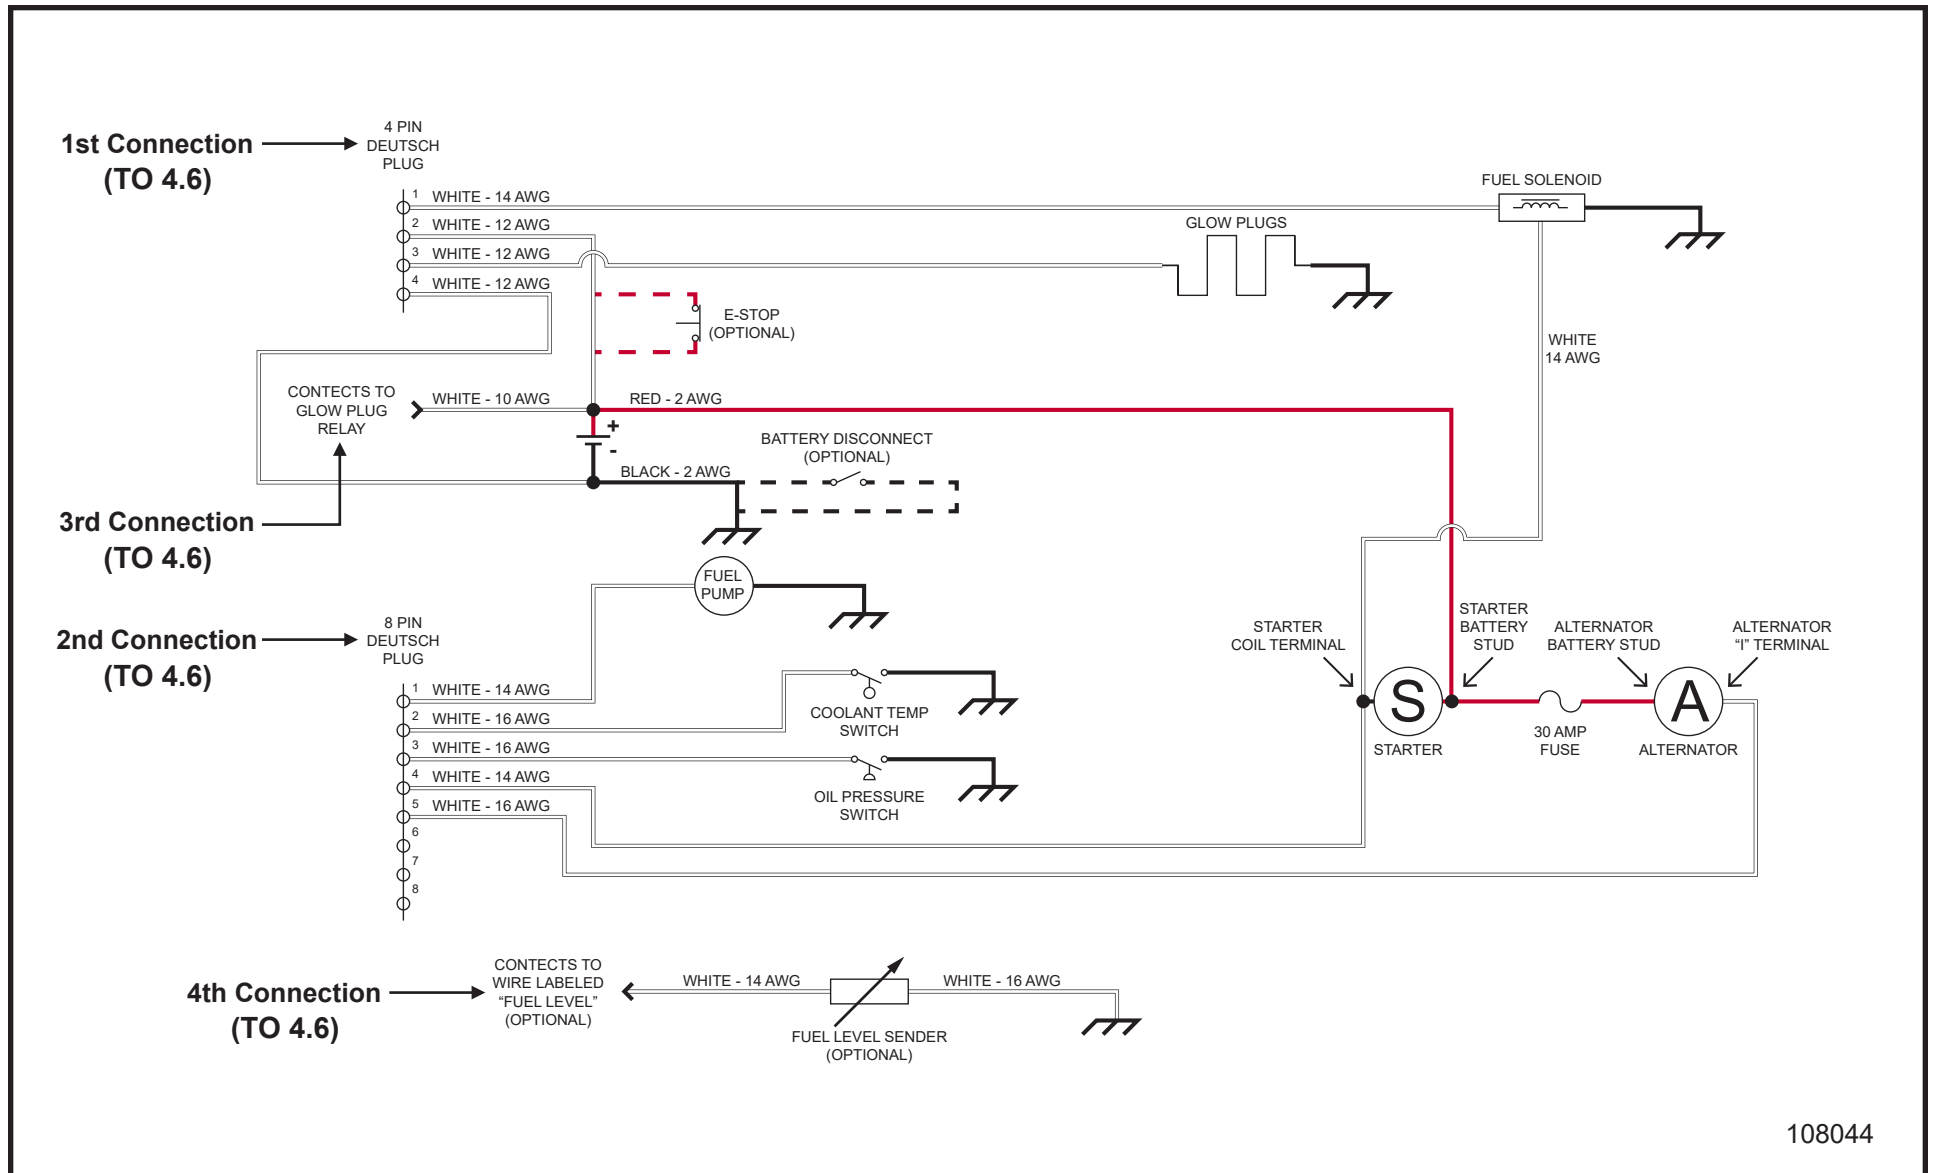 1st Connection
(TO 4.6)
4 PIN
DEUTSCH
PLUG
1 WHITE - 14 AWG
2 WHITE - 12 AWG
3 WHITE - 12 AWG
4 WHITE - 12 AWG
FUEL SOLENOID
GLOW PLUGS
E-STOP
(OPTIONAL)
WHITE
14 AWG
CONTECTS TO
GLOW PLUG
RELAY
WHITE - 10 AWG
RED - 2 AWG
+
-
BATTERY DISCONNECT
(OPTIONAL)
BLACK - 2 AWG
3rd Connection
(TO 4.6)
FUEL
PUMP
2nd Connection
(TO 4.6)
8 PIN
DEUTSCH
PLUG
1 WHITE - 14 AWG
2 WHITE - 16 AWG
3 WHITE - 16 AWG
4 WHITE - 14 AWG
5 WHITE - 16 AWG
6
7
8
COOLANT TEMP
SWITCH
OIL PRESSURE
SWITCH
STARTER
COIL TERMINAL
STARTER
BATTERY
STUD
ALTERNATOR
BATTERY STUD
ALTERNATOR
“I” TERMINAL
S
STARTER
30 AMP
FUSE
A
ALTERNATOR
4th Connection
(TO 4.6)
CONTECTS TO
WIRE LABELED
“FUEL LEVEL”
(OPTIONAL)
WHITE - 14 AWG
WHITE - 16 AWG
FUEL LEVEL SENDER
(OPTIONAL)
108044